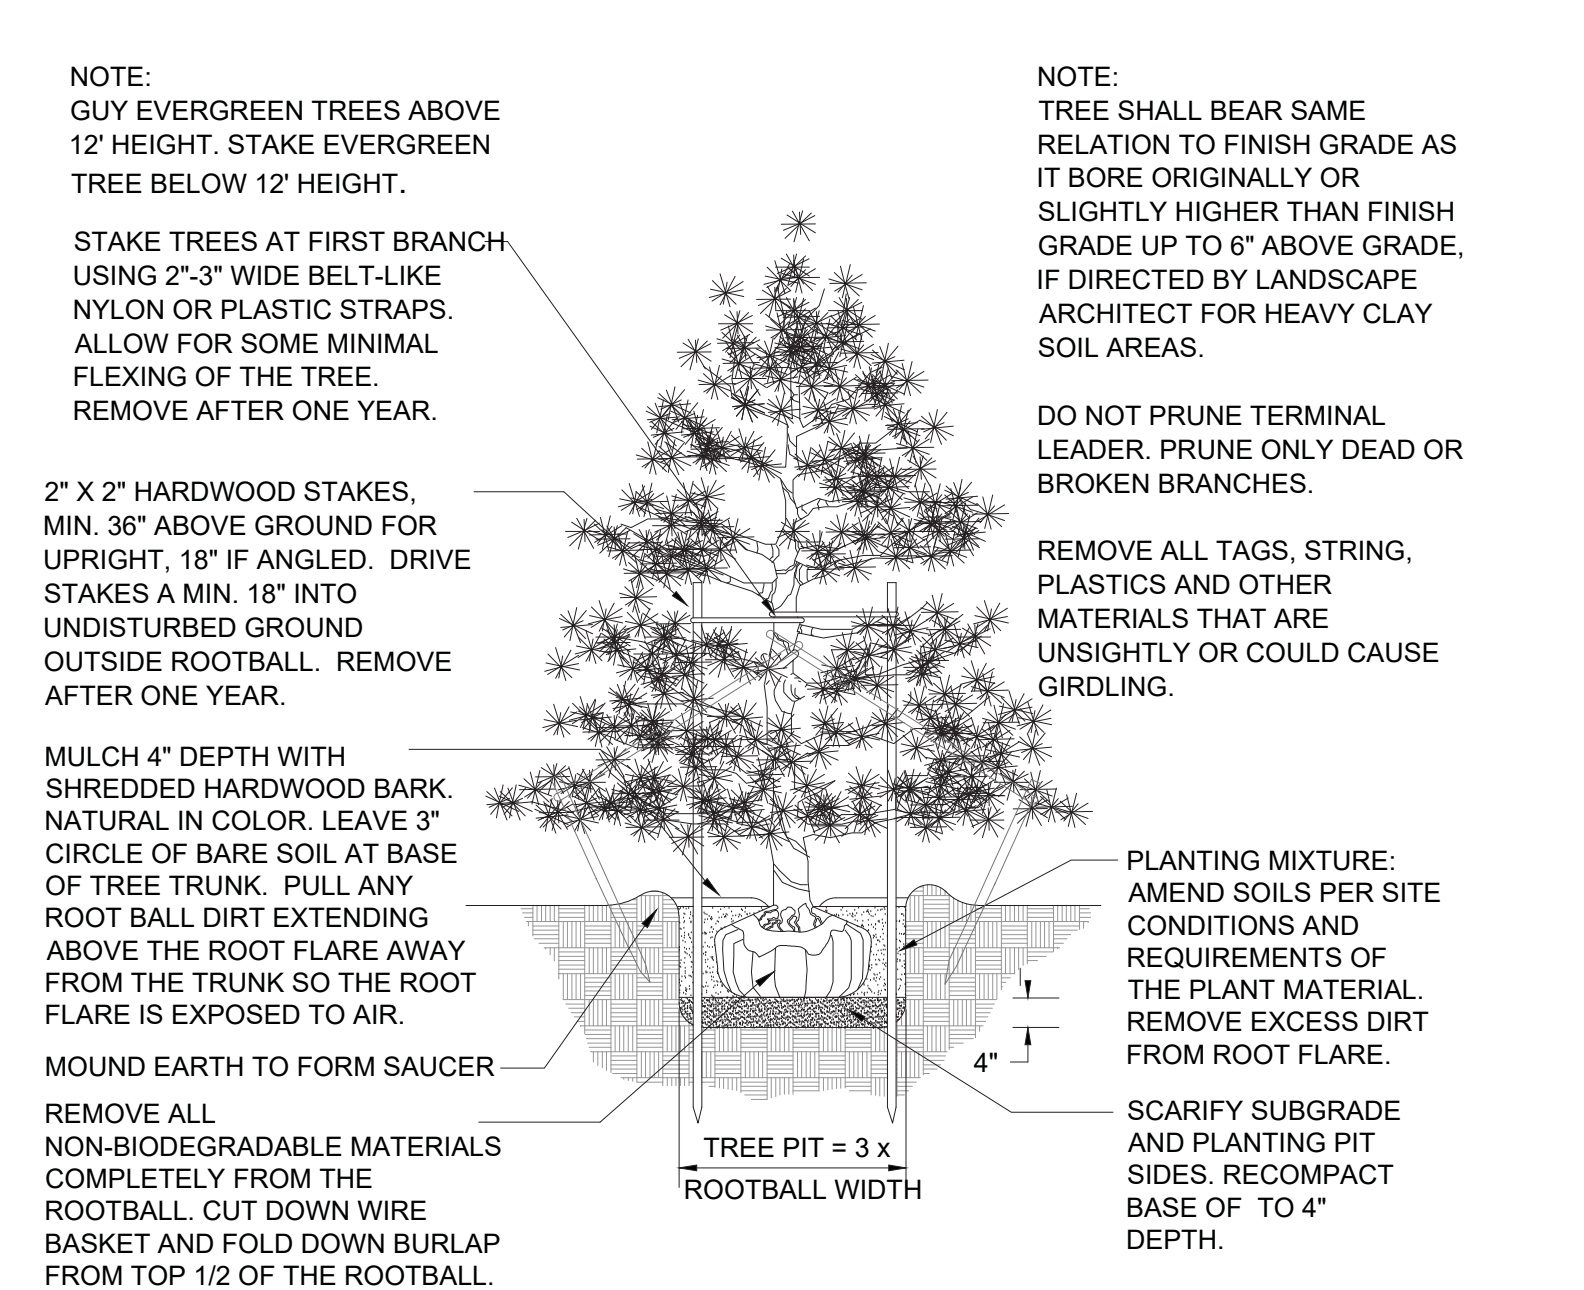 NOTE:
GUY EVERGREEN TREES ABOVE
12' HEIGHT. STAKE EVERGREEN
TREE BELOW 12' HEIGHT.
STAKE TREES AT FIRST BRANCH
USING 2"-3" WIDE BELT-LIKE
NYLON OR PLASTIC STRAPS.
ALLOW FOR SOME MINIMAL
FLEXING OF THE TREE.
REMOVE AFTER ONE YEAR.
2" X 2" HARDWOOD STAKES,
MIN. 36" ABOVE GROUND FOR
UPRIGHT, 18" IF ANGLED. DRIVE
STAKES A MIN. 18" INTO
UNDISTURBED GROUND
OUTSIDE ROOTBALL. REMOVE
AFTER ONE YEAR.
MULCH 4" DEPTH WITH
SHREDDED HARDWOOD BARK.
NATURAL IN COLOR. LEAVE 3"
CIRCLE OF BARE SOIL AT BASE
OF TREE TRUNK. PULL ANY
ROOT BALL DIRT EXTENDING
ABOVE THE ROOT FLARE AWAY
FROM THE TRUNK SO THE ROOT
FLARE IS EXPOSED TO AIR.
MOUND EARTH TO FORM SAUCER
REMOVE ALL
NON-BIODEGRADABLE MATERIALS
COMPLETELY FROM THE
ROOTBALL. CUT DOWN WIRE
BASKET AND FOLD DOWN BURLAP
FROM TOP 1/2 OF THE ROOTBALL.
TREE PIT = 3 x
ROOTBALL WIDTH
4"
NOTE:
TREE SHALL BEAR SAME
RELATION TO FINISH GRADE AS
IT BORE ORIGINALLY OR
SLIGHTLY HIGHER THAN FINISH
GRADE UP TO 6" ABOVE GRADE,
IF DIRECTED BY LANDSCAPE
ARCHITECT FOR HEAVY CLAY
SOIL AREAS.
DO NOT PRUNE TERMINAL
LEADER. PRUNE ONLY DEAD OR
BROKEN BRANCHES.
REMOVE ALL TAGS, STRING,
PLASTICS AND OTHER
MATERIALS THAT ARE
UNSIGHTLY OR COULD CAUSE
GIRDLING.
PLANTING MIXTURE:
AMEND SOILS PER SITE
CONDITIONS AND
REQUIREMENTS OF
THE PLANT MATERIAL.
REMOVE EXCESS DIRT
FROM ROOT FLARE.
SCARIFY SUBGRADE
AND PLANTING PIT
SIDES. RECOMPACT
BASE OF TO 4"
DEPTH.